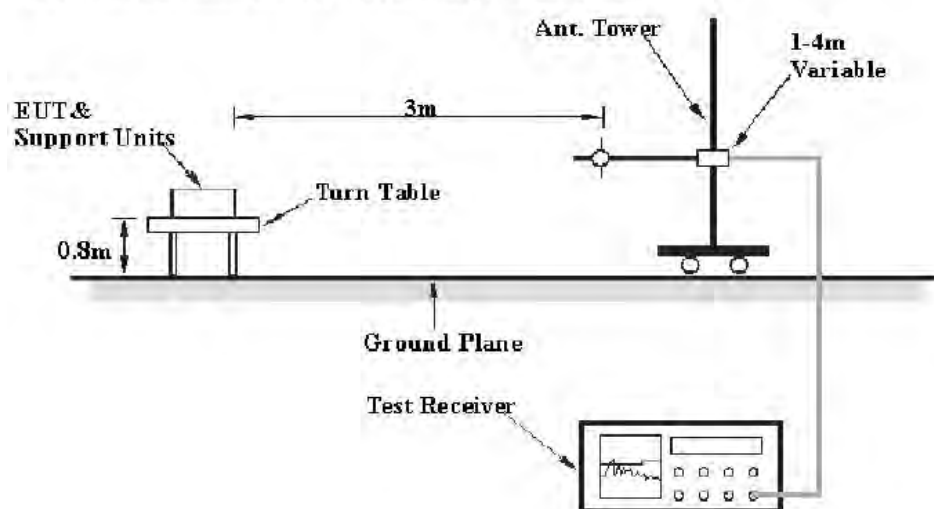 Ant. Tower
1-4m
Variable
EUT&
Support Units
3m
Turn Table
0.8m
Ground Plane
Test Receiver